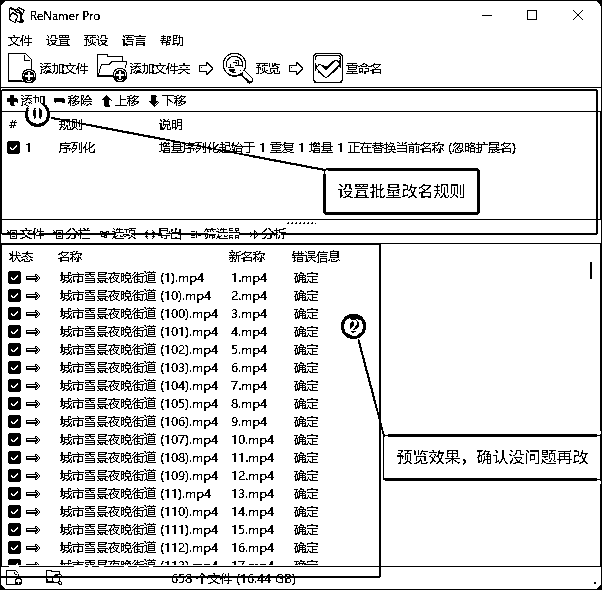 ReNamer Pro
文件 设置 预设 语言 帮助
添加文件 添加文件夹 预览 重命名
添加 移除 上移 下移
①
# 规则 说明
1 序列化 增量序列化起始于 1 重复 1 增量 1 正在替换当前名称 (忽略扩展名)
设置批量改名规则
文件 分栏 选项 导出 筛选器 分析
状态 名称 新名称 错误信息
城市雪景夜晚街道 (1).mp4 1.mp4 确定
城市雪景夜晚街道 (10).mp4 2.mp4 确定
城市雪景夜晚街道 (100).mp4 3.mp4 确定
城市雪景夜晚街道 (101).mp4 4.mp4 确定
②
城市雪景夜晚街道 (102).mp4 5.mp4 确定
城市雪景夜晚街道 (103).mp4 6.mp4 确定
城市雪景夜晚街道 (104).mp4 7.mp4 确定
城市雪景夜晚街道 (105).mp4 8.mp4 确定
城市雪景夜晚街道 (106).mp4 9.mp4 确定
城市雪景夜晚街道 (107).mp4 10.mp4 确定
城市雪景夜晚街道 (108).mp4 11.mp4 确定
预览效果，确认没问题再改
城市雪景夜晚街道 (109).mp4 12.mp4 确定
城市雪景夜晚街道 (11).mp4 13.mp4 确定
城市雪景夜晚街道 (110).mp4 14.mp4 确定
城市雪景夜晚街道 (111).mp4 15.mp4 确定
城市雪景夜晚街道 (112).mp4 16.mp4 确定
城市雪景夜晚街道 (113).mp4 17.mp4 确定
658 个文件 (16.44 GB)